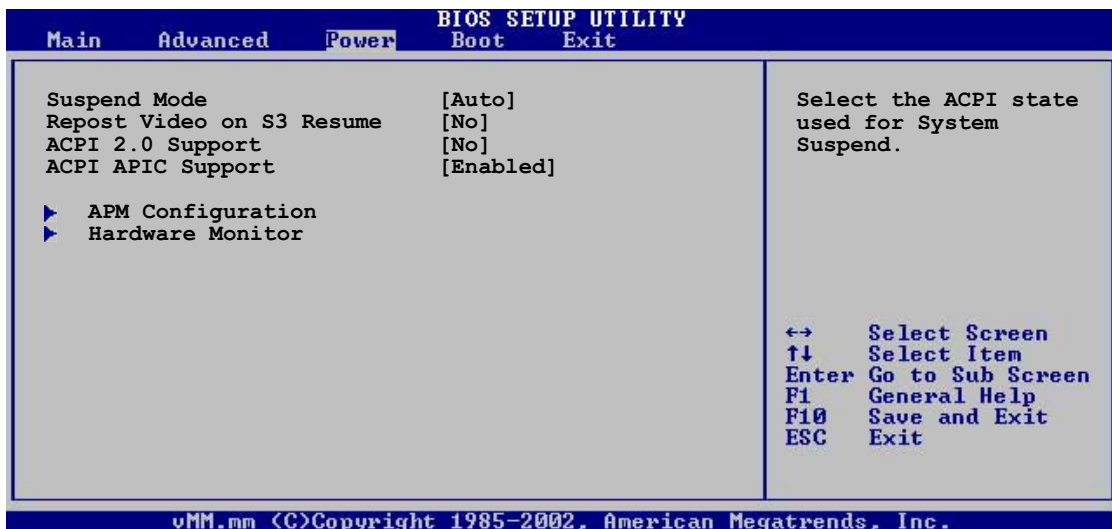 BIOS SETUP UTILITY
Main Advanced Power Boot Exit
Suspend Mode [Auto]
Repost Video on S3 Resume [No]
ACPI 2.0 Support [No]
ACPI APIC Support [Enabled]
APM Configuration
Hardware Monitor
Select the ACPI state
used for System
Suspend.
←→ Select Screen
↑↓ Select Item
Enter Go to Sub Screen
F1 General Help
F10 Save and Exit
ESC Exit
vMM.mm (C)Copyright 1985-2002, American Megatrends, Inc.